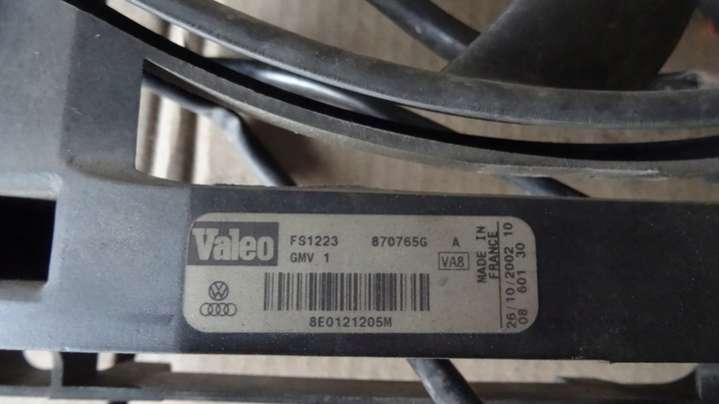 Valeo
FS1223 870765G A
GMV 1 VA8
8E0121205M
MADE IN
FRANCE
26/10/2002 10
08 601 30